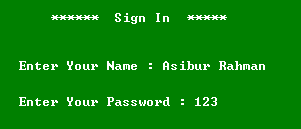 ****** Sign In *****
Enter Your Name : Asibur Rahman
Enter Your Password : 123